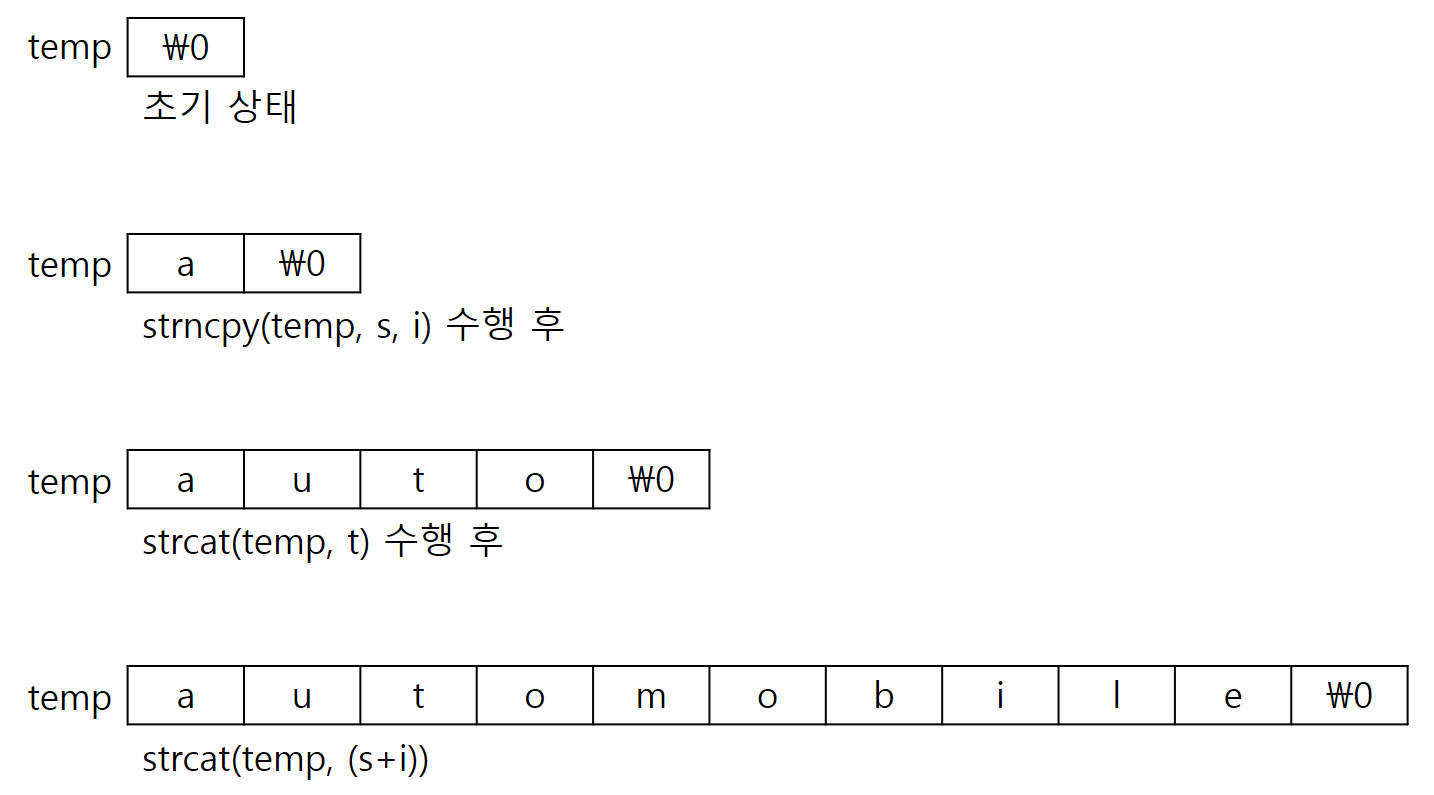 temp ₩0
초기 상태
temp a ₩0
strncpy(temp, s, i) 수행 후
temp a u t o ₩0
strcat(temp, t) 수행 후
temp a u t o m o b i l e ₩0
strcat(temp, (s+i))